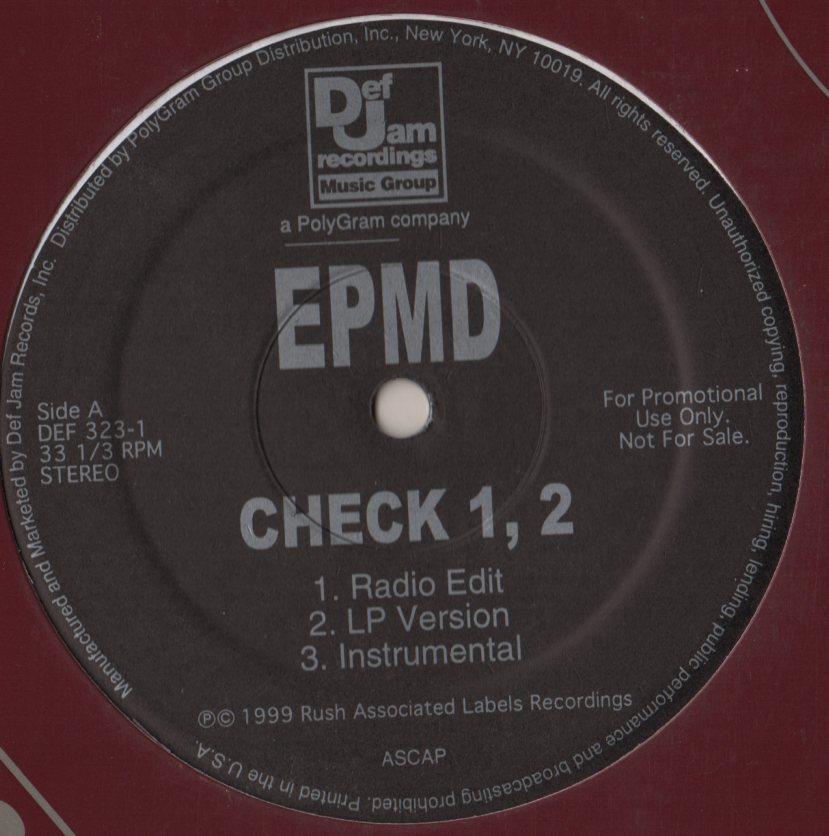 Def
Jam
recordings
Music Group
a PolyGram company
EPMD
Side A
DEF 323-1
33 1/3 RPM
STEREO
For Promotional
Use Only.
Not For Sale.
CHECK 1, 2
1. Radio Edit
2. LP Version
3. Instrumental
℗© 1999 Rush Associated Labels Recordings
ASCAP
Manufactured and Marketed by Def Jam Records, Inc. Distributed by PolyGram Group Distribution, Inc., New York, NY 10019. All rights reserved. Unauthorized copying, reproduction, hiring, lending, public performance and broadcasting prohibited. Printed in the U.S.A.